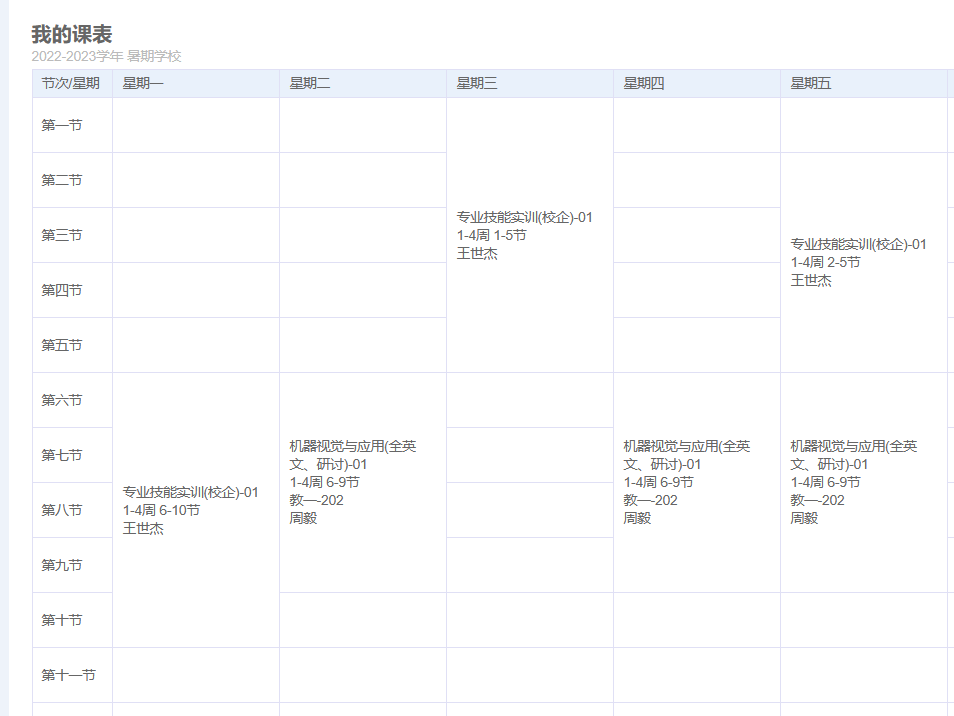 我的课表
2022-2023学年 暑期学校
节次/星期 星期一 星期二 星期三 星期四 星期五
第一节
第二节
第三节
第四节
第五节
专业技能实训(校企)-01
1-4周 1-5节
王世杰
专业技能实训(校企)-01
1-4周 2-5节
王世杰
第六节
第七节
第八节
第九节
第十节
第十一节
专业技能实训(校企)-01
1-4周 6-10节
王世杰
机器视觉与应用(全英
文、研讨)-01
1-4周 6-9节
教一-202
周毅
机器视觉与应用(全英
文、研讨)-01
1-4周 6-9节
教一-202
周毅
机器视觉与应用(全英
文、研讨)-01
1-4周 6-9节
教一-202
周毅